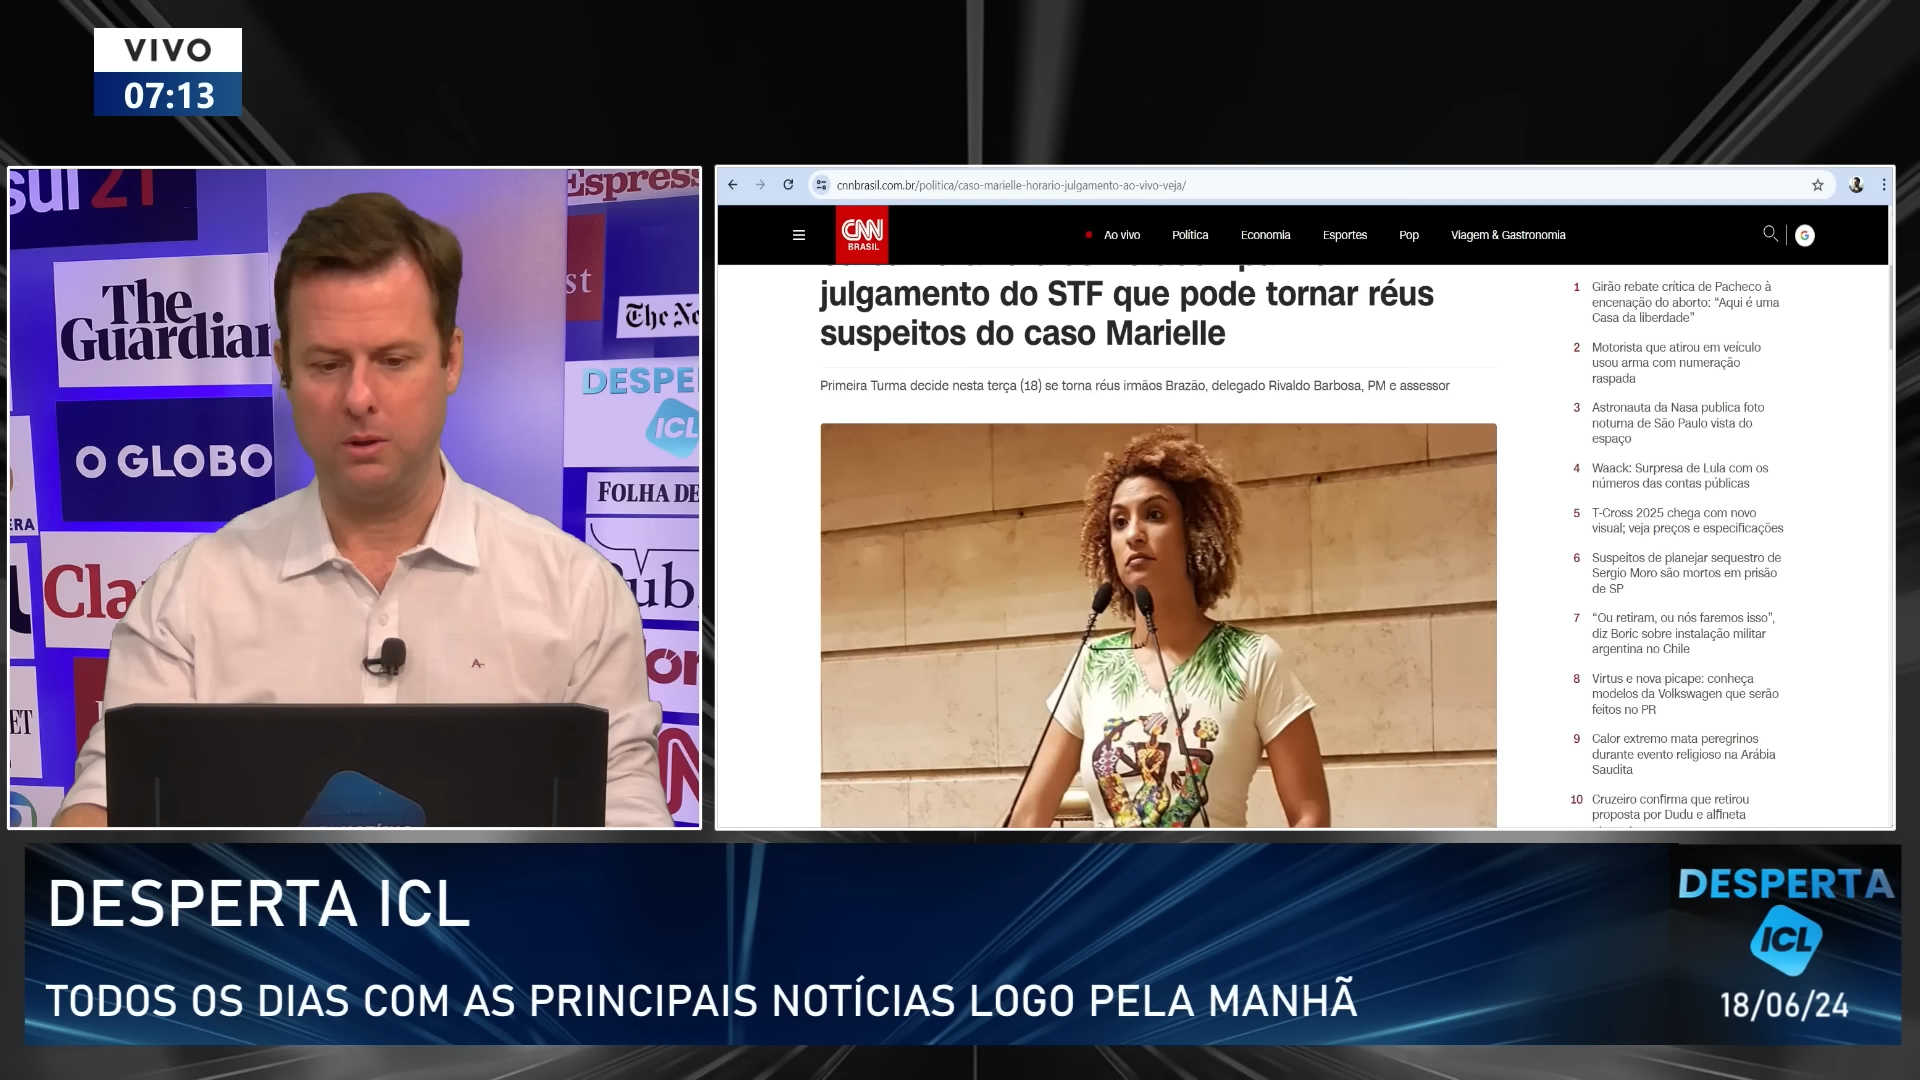 VIVO
07:13
sul 21
Espress
The
Guardian
The Ne
DESPE
ICL
O GLOBO
FOLHA DE
Cla
ub
cnnbrasil.com.br/politica/caso-marielle-horario-julgamento-ao-vivo-veja/
CNN
BRASIL
Ao vivo
Política
Economia
Esportes
Pop
Viagem & Gastronomia
julgamento do STF que pode tornar réus
suspeitos do caso Marielle
Primeira Turma decide nesta terça (18) se torna réus irmãos Brazão, delegado Rivaldo Barbosa, PM e assessor
1 Girão rebate crítica de Pacheco à
encenação do aborto: “Aqui é uma
Casa da liberdade”
2 Motorista que atirou em veículo
usou arma com numeração
raspada
3 Astronauta da Nasa publica foto
noturna de São Paulo vista do
espaço
4 Waack: Surpresa de Lula com os
números das contas públicas
5 T-Cross 2025 chega com novo
visual; veja preços e especificações
6 Suspeitos de planejar sequestro de
Sergio Moro são mortos em prisão
de SP
7 “Ou retiram, ou nós faremos isso”,
diz Boric sobre instalação militar
argentina no Chile
8 Virtus e nova picape: conheça
modelos da Volkswagen que serão
feitos no PR
9 Calor extremo mata peregrinos
durante evento religioso na Arábia
Saudita
10 Cruzeiro confirma que retirou
proposta por Dudu e alfineta
DESPERTA ICL
TODOS OS DIAS COM AS PRINCIPAIS NOTÍCIAS LOGO PELA MANHÃ
DESPERTA
ICL
18/06/24